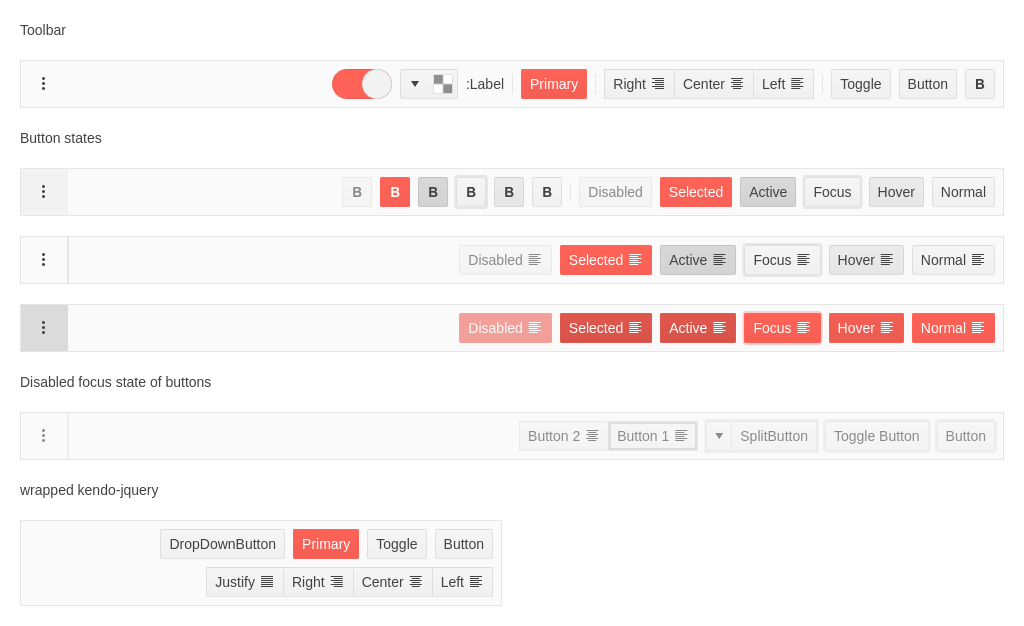 Toolbar
:Label Primary Right Center Left Toggle Button B
Button states
B B B B B B Disabled Selected Active Focus Hover Normal
Disabled Selected Active Focus Hover Normal
Disabled Selected Active Focus Hover Normal
Disabled focus state of buttons
Button 2 Button 1 SplitButton Toggle Button Button
wrapped kendo-jquery
DropDownButton Primary Toggle Button
Justify Right Center Left